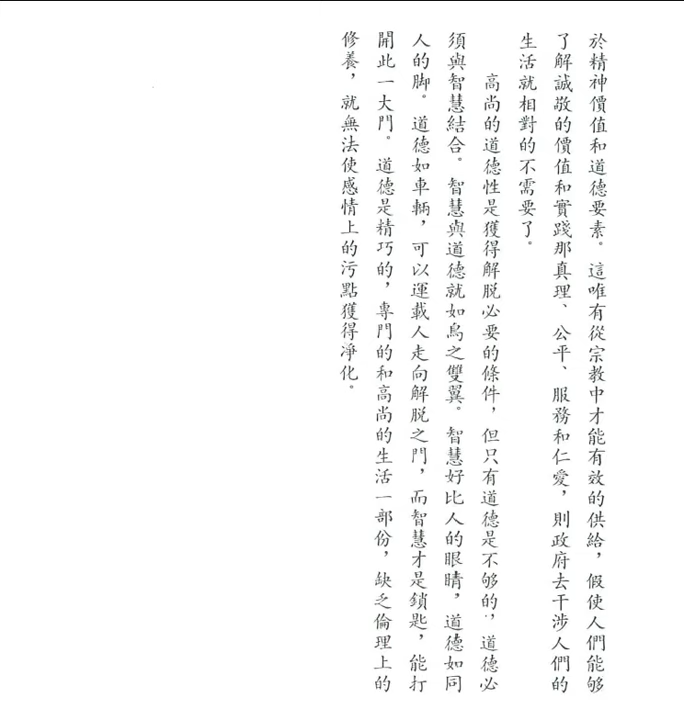 於精神價值和道德要素。這唯有從宗教中才能有效的供給，假使人們能够
了解誠敬的價值和實踐那真理、公平、服務和仁愛，則政府去干涉人們的
生活就相對的不需要了。
高尚的道德性是獲得解脱必要的條件，但只有道德是不够的，道德必
須與智慧結合。智慧與道德就如鳥之雙翼。智慧好比人的眼睛，道德如同
人的脚。道德如車輛，可以運載人走向解脱之門，而智慧才是鎖匙，能打
開此一大門。道德是精巧的，專門的和高尚的生活一部份，缺乏倫理上的
修養，就無法使感情上的污點獲得淨化。